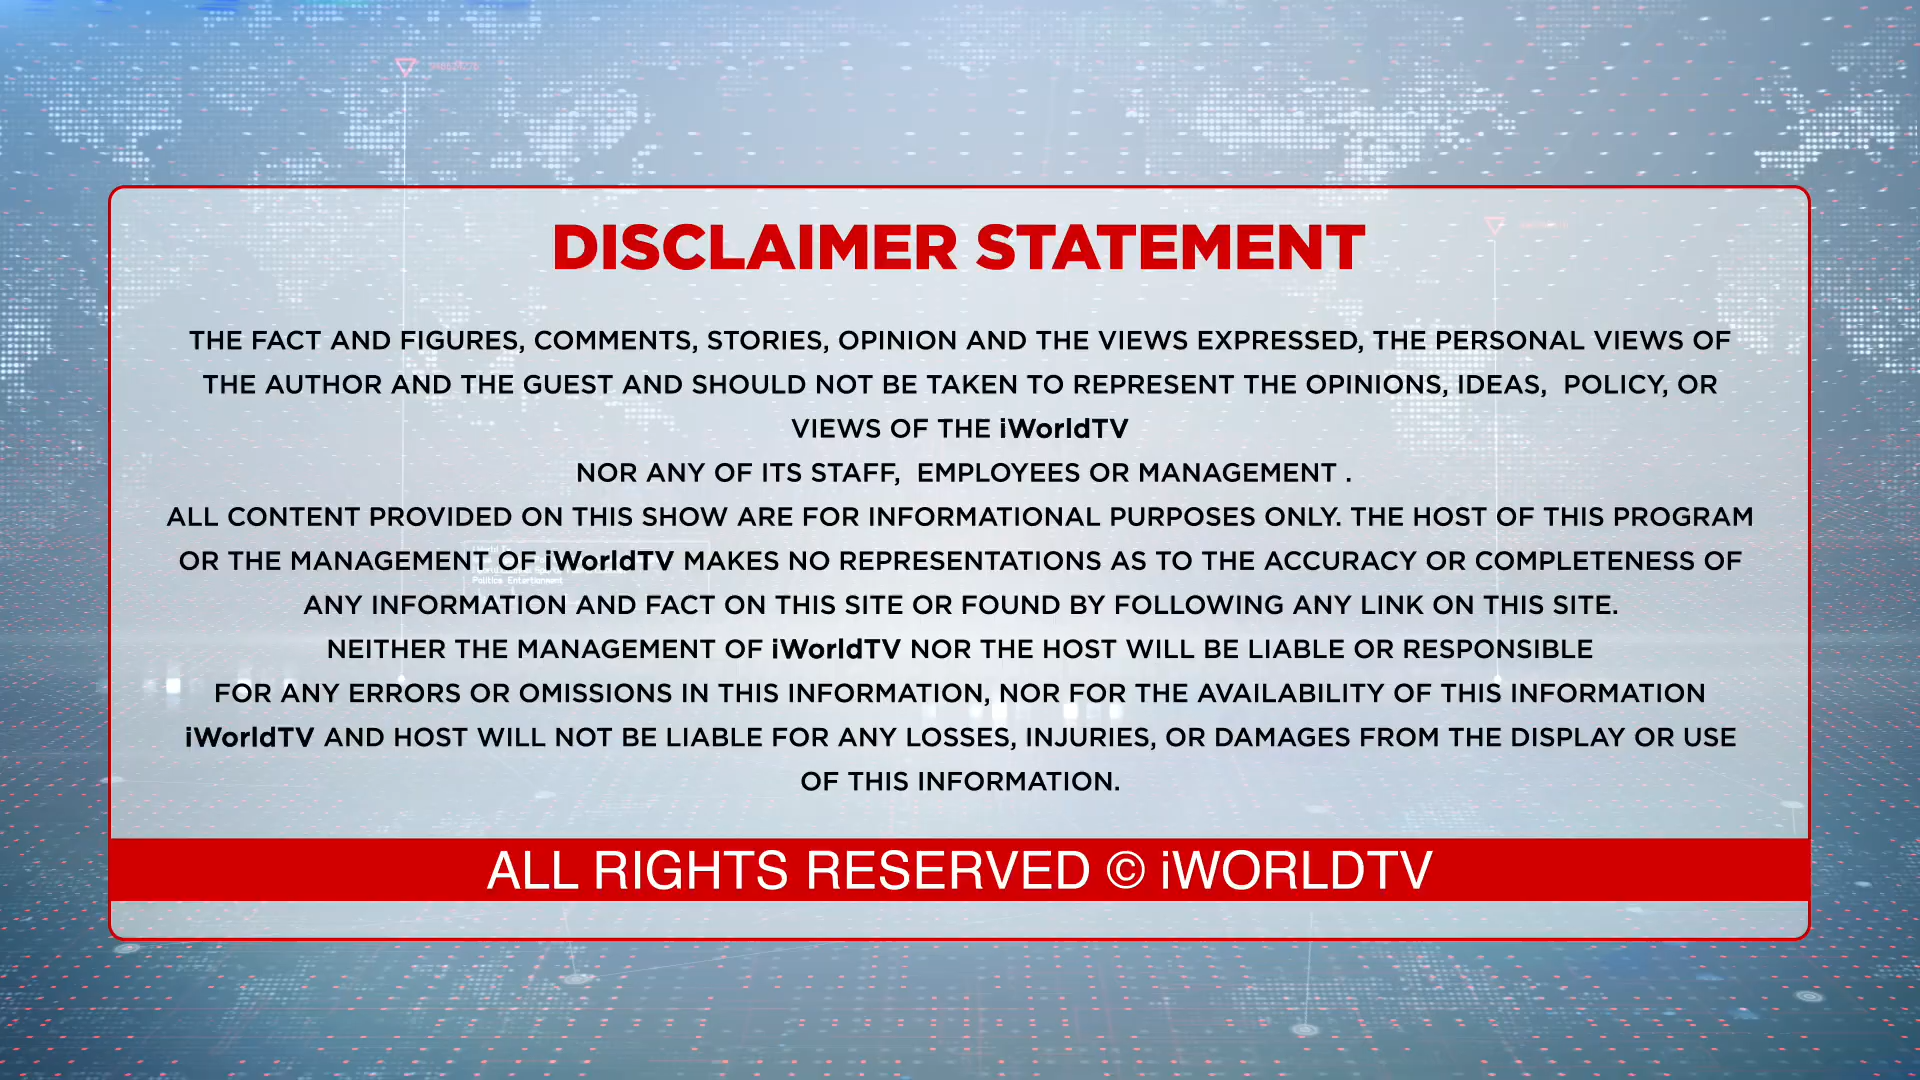 DISCLAIMER STATEMENT
THE FACT AND FIGURES, COMMENTS, STORIES, OPINION AND THE VIEWS EXPRESSED, THE PERSONAL VIEWS OF
THE AUTHOR AND THE GUEST AND SHOULD NOT BE TAKEN TO REPRESENT THE OPINIONS, IDEAS,  POLICY, OR
VIEWS OF THE iWorldTV
NOR ANY OF ITS STAFF,  EMPLOYEES OR MANAGEMENT .
ALL CONTENT PROVIDED ON THIS SHOW ARE FOR INFORMATIONAL PURPOSES ONLY. THE HOST OF THIS PROGRAM
OR THE MANAGEMENT OF iWorldTV MAKES NO REPRESENTATIONS AS TO THE ACCURACY OR COMPLETENESS OF
Politics Entertionment
ANY INFORMATION AND FACT ON THIS SITE OR FOUND BY FOLLOWING ANY LINK ON THIS SITE.
NEITHER THE MANAGEMENT OF iWorldTV NOR THE HOST WILL BE LIABLE OR RESPONSIBLE
FOR ANY ERRORS OR OMISSIONS IN THIS INFORMATION, NOR FOR THE AVAILABILITY OF THIS INFORMATION
iWorldTV AND HOST WILL NOT BE LIABLE FOR ANY LOSSES, INJURIES, OR DAMAGES FROM THE DISPLAY OR USE
OF THIS INFORMATION.
ALL RIGHTS RESERVED © iWORLDTV